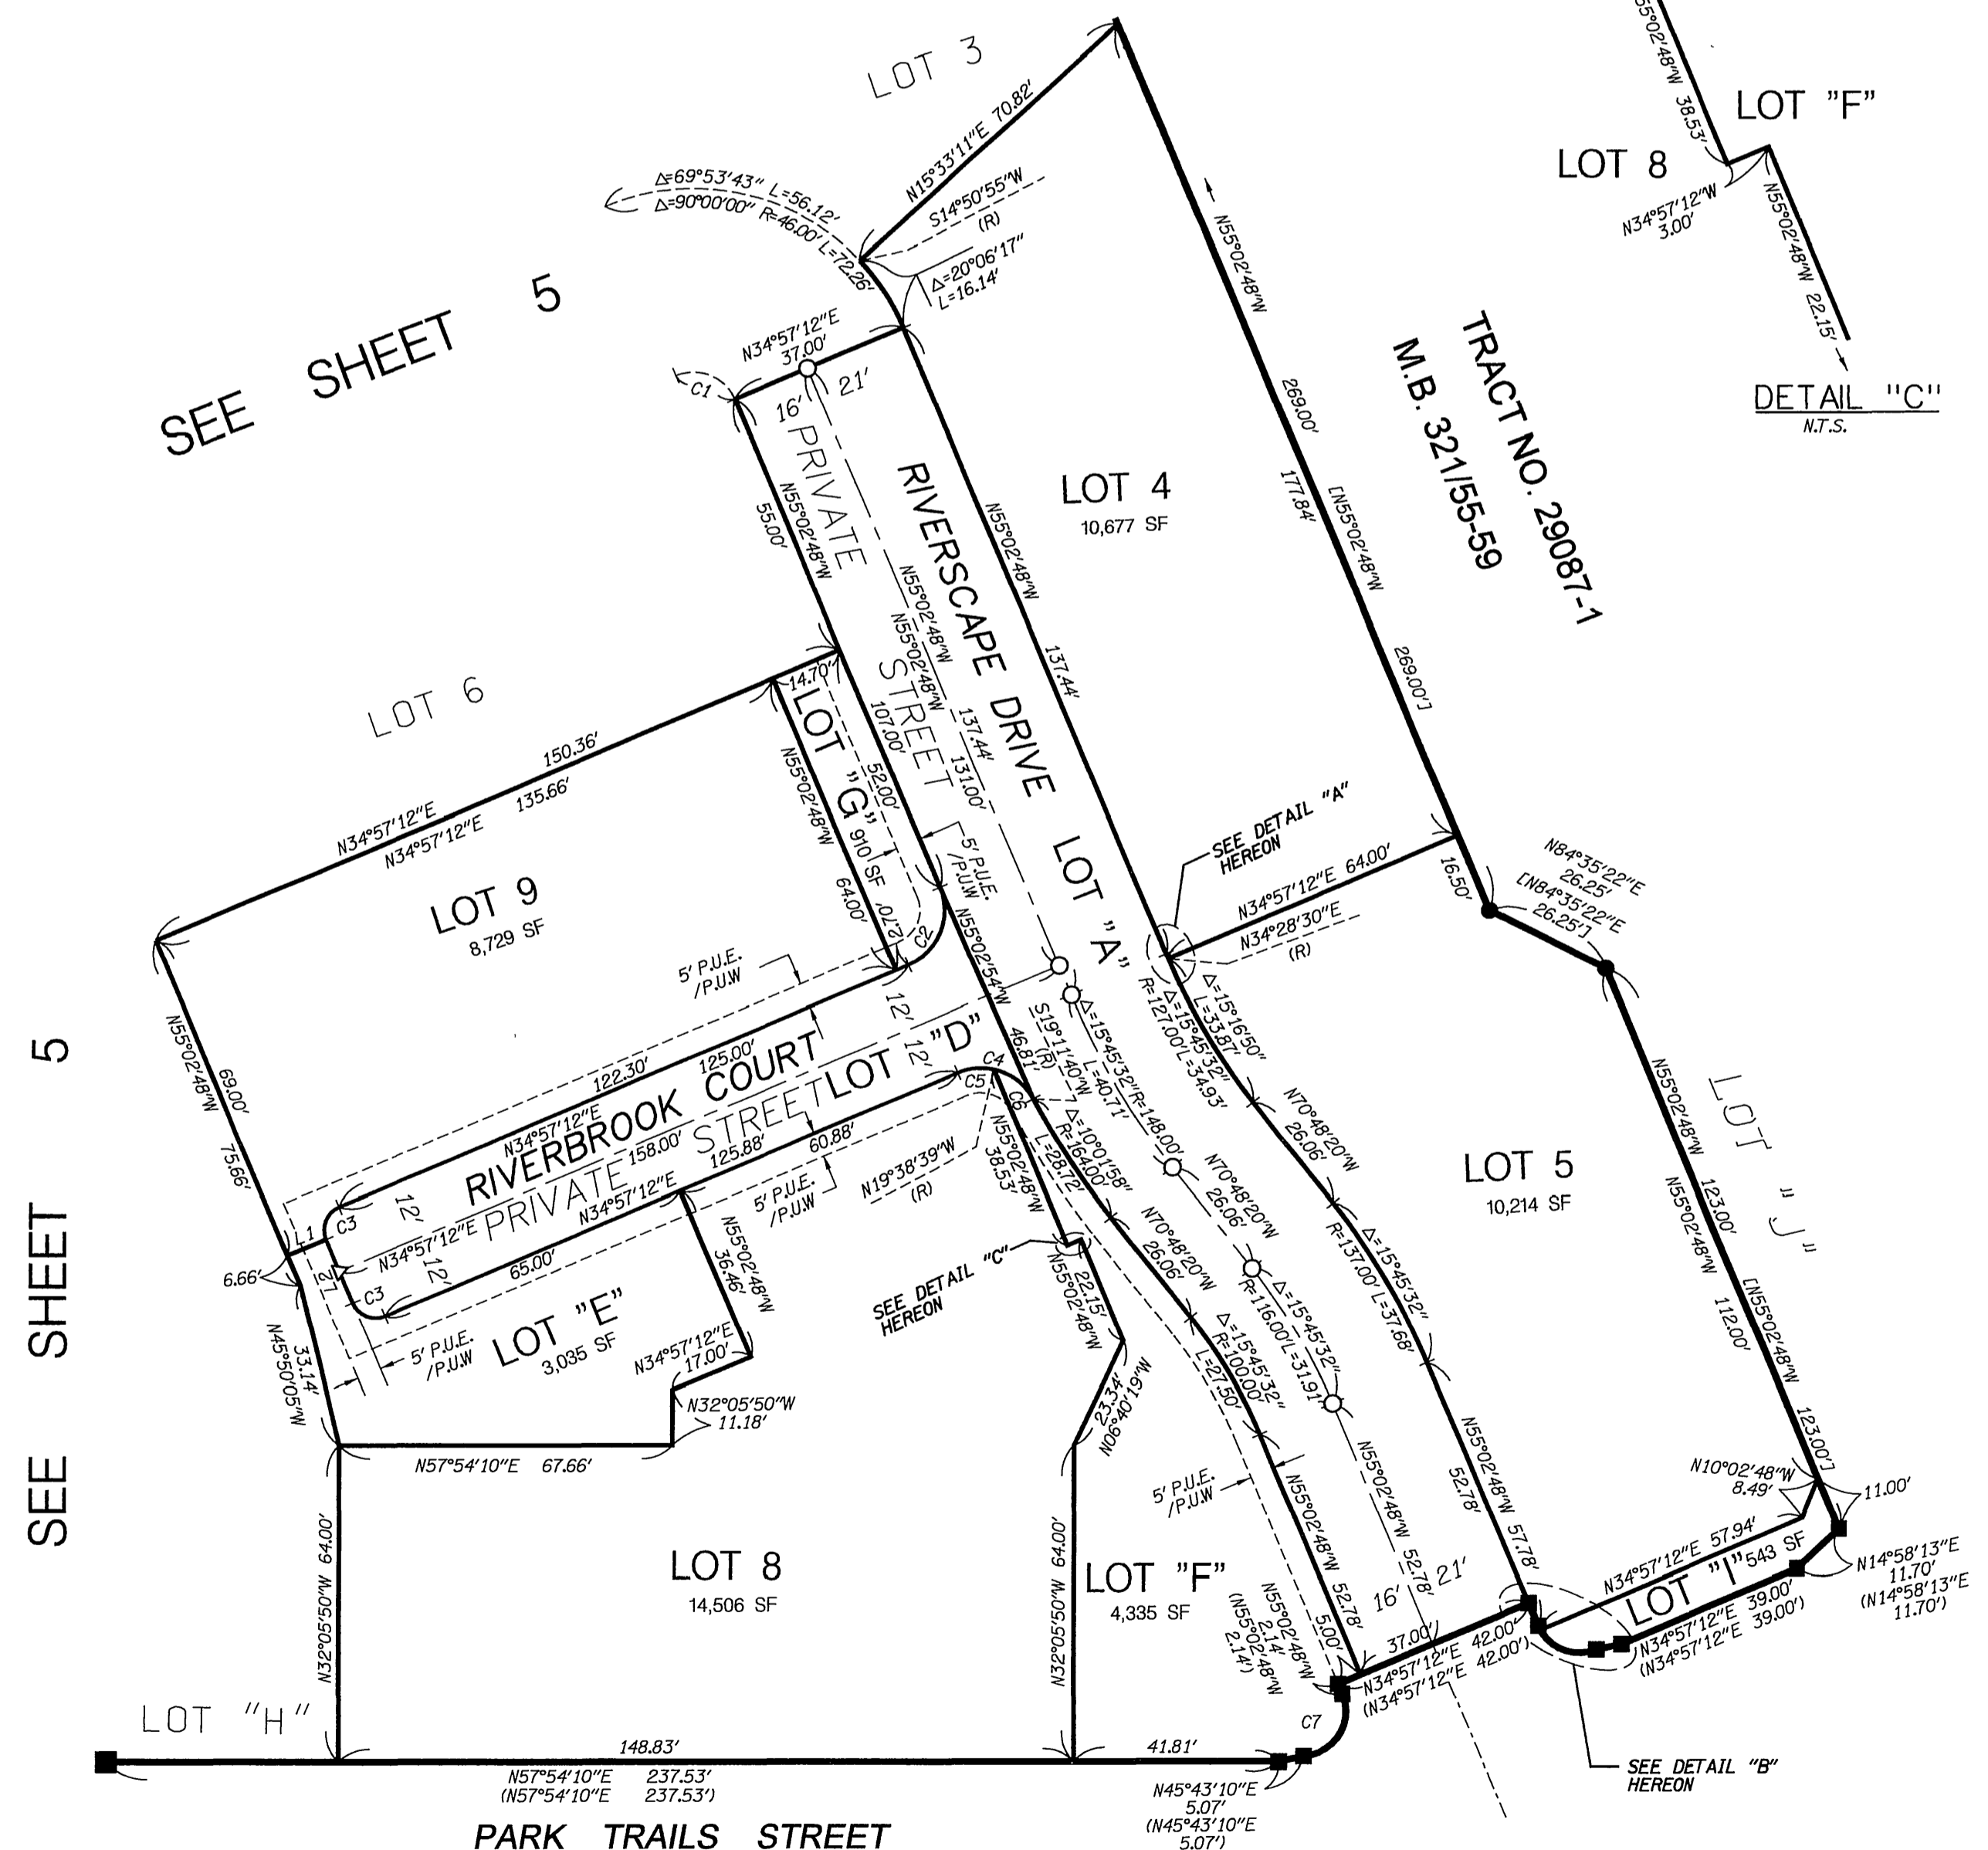 LOT 3
N15°33'11"E 70.82'
S14°50'55"W
(R)
Δ=69°53'43" L=56.12'
Δ=90°00'00" R=46.00' L=72.26'
Δ=20°06'17"
L=16.14'
N55°02'48"W 38.53'
LOT "F"
LOT 8
N34°57'12"W
3.00'
N55°02'48"W 22.15'
DETAIL "C"
N.T.S.
SEE SHEET 5
N34°57'12"E
37.00'
C1
16'
21'
N55°02'48"W
269.00'
177.84'
[N55°02'48"W
269.00']
TRACT NO. 29087-1
M.B. 321/55-59
LOT 4
10,677 SF
PRIVATE STREET
RIVERSCAPE DRIVE LOT "A"
N55°02'48"W
55.00'
N55°02'48"W
137.44'
N55°02'48"W 137.44'
N55°02'48"W 131.00'
LOT 6
14.70'
107.00'
52.00'
LOT "G"
910 SF
N55°02'48"W
64.00'
2.70'
C2
150.36'
N34°57'12"E
135.66'
N34°57'12"E
LOT 9
8,729 SF
5' P.U.E.
/P.U.W
5' P.U.E.
/P.U.W
SEE DETAIL "A"
HEREON
N34°57'12"E 64.00'
N34°28'30"E
(R)
16.50'
N84°35'22"E
26.25'
[N84°35'22"E
26.25']
N55°02'54"W
46.81'
S19°11'40"W
(R)
Δ=15°45'32" R=148.00'
L=40.71'
Δ=15°16'50"
L=33.87'
Δ=15°45'32"
R=127.00' L=34.93'
N55°02'48"W
69.00'
75.66'
122.30'
125.00'
N34°57'12"E
RIVERBROOK COURT
12'
12'
LOT "D"
PRIVATE STREET
N34°57'12"E 158.00'
N34°57'12"E 125.88'
60.88'
65.00'
12'
12'
L1
L2
C3
C3
C4
C5
C6
6.66'
N19°38'39"W
(R)
N55°02'48"W
38.53'
Δ=10°01'58"
R=164.00'
L=28.72'
N70°48'20"W
26.06'
N70°48'20"W
26.06'
N70°48'20"W
26.06'
LOT 5
10,214 SF
LOT "J"
N55°02'48"W 123.00'
N55°02'48"W 112.00'
[N55°02'48"W
123.00']
SEE SHEET 5
5' P.U.E.
/P.U.W
5' P.U.E.
/P.U.W
LOT "E"
3,035 SF
N45°50'05"W
33.14'
N55°02'48"W
36.46'
N34°57'12"E
17.00'
N32°05'50"W
11.18'
N57°54'10"E 67.66'
SEE DETAIL "C"
HEREON
22.15'
N55°02'48"W
23.34'
N06°40'19"W
Δ=15°45'32"
R=100.00'
L=27.50'
Δ=15°45'32"
R=116.00' L=31.91'
Δ=15°45'32"
R=137.00' L=37.68'
5' P.U.E.
/P.U.W
N55°02'48"W 52.78'
N55°02'48"W 52.78'
N55°02'48"W 57.78'
52.78'
N10°02'48"W
8.49'
11.00'
N34°57'12"E 57.94'
LOT "I" 543 SF
N14°58'13"E
11.70'
(N14°58'13"E
11.70')
N34°57'12"E 39.00'
(N34°57'12"E 39.00')
N32°05'50"W 64.00'
LOT 8
14,506 SF
N32°05'50"W 64.00'
LOT "F"
4,335 SF
5.00'
N55°02'48"W
2.14'
(N55°02'48"W
2.14')
16'
21'
37.00'
N34°57'12"E 42.00'
(N34°57'12"E 42.00')
C7
LOT "H"
148.83'
41.81'
N57°54'10"E 237.53'
(N57°54'10"E 237.53')
N45°43'10"E
5.07'
(N45°43'10"E
5.07')
SEE DETAIL "B"
HEREON
PARK TRAILS STREET